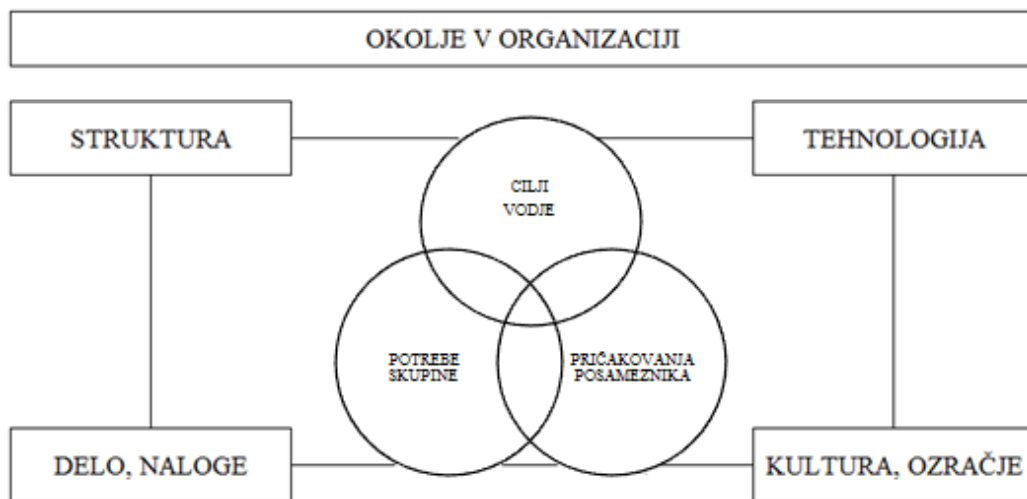 OKOLJE V ORGANIZACIJI
STRUKTURA
TEHNOLOGIJA
CILJI
VODJE
POTREBE
SKUPINE
PRIČAKOVANJA
POSAMEZNIKA
DELO, NALOGE
KULTURA, OZRAČJE